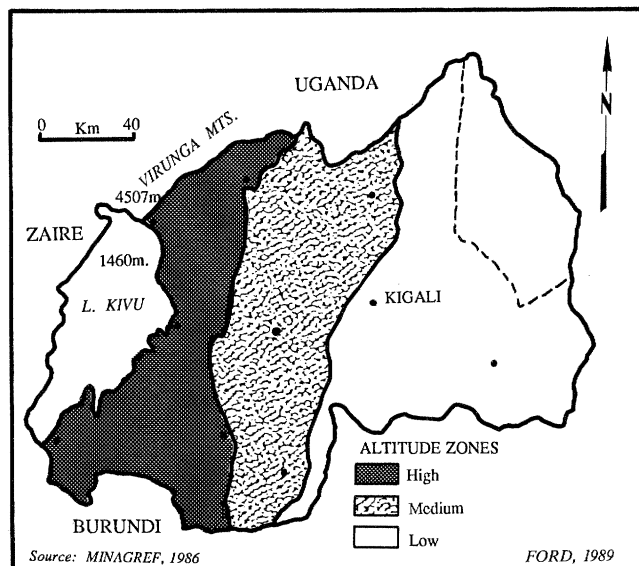 UGANDA
N
0 Km 40
VIRUNGA MTS.
4507m
ZAIRE
1460m.
L. KIVU
KIGALI
ALTITUDE ZONES
High
Medium
Low
BURUNDI
Source: MINAGREF, 1986
FORD, 1989